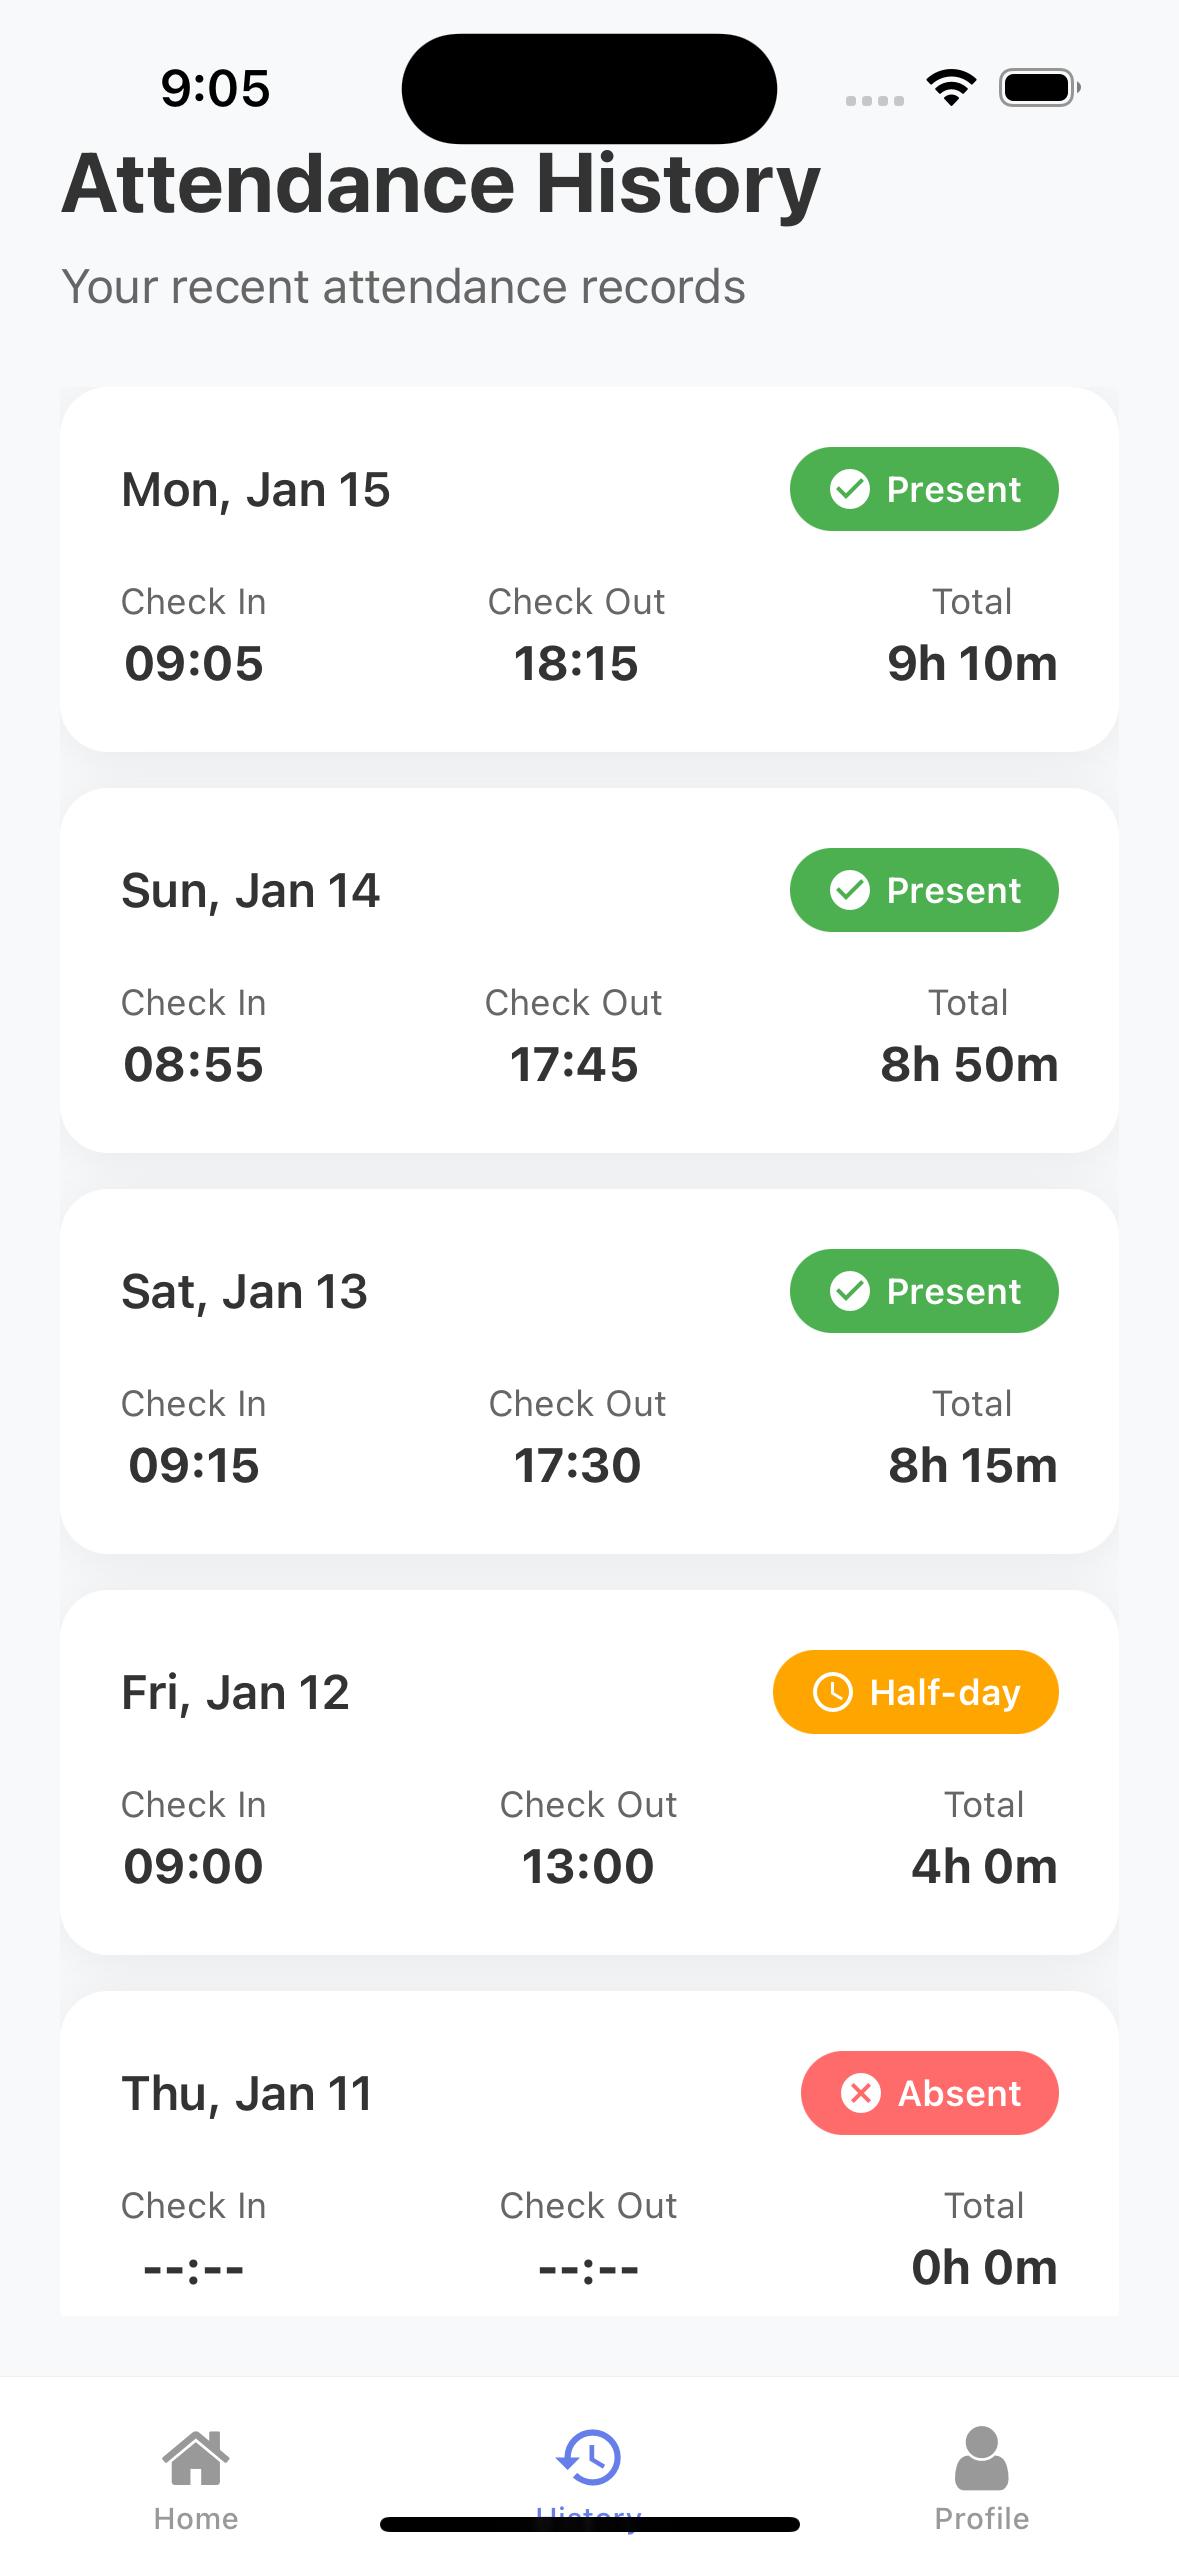 9:05
Attendance History
Your recent attendance records
Mon, Jan 15
Present
Check In
Check Out
Total
09:05
18:15
9h 10m
Sun, Jan 14
Present
Check In
Check Out
Total
08:55
17:45
8h 50m
Sat, Jan 13
Present
Check In
Check Out
Total
09:15
17:30
8h 15m
Fri, Jan 12
Half-day
Check In
Check Out
Total
09:00
13:00
4h 0m
Thu, Jan 11
Absent
Check In
Check Out
Total
--:--
--:--
0h 0m
Home
History
Profile